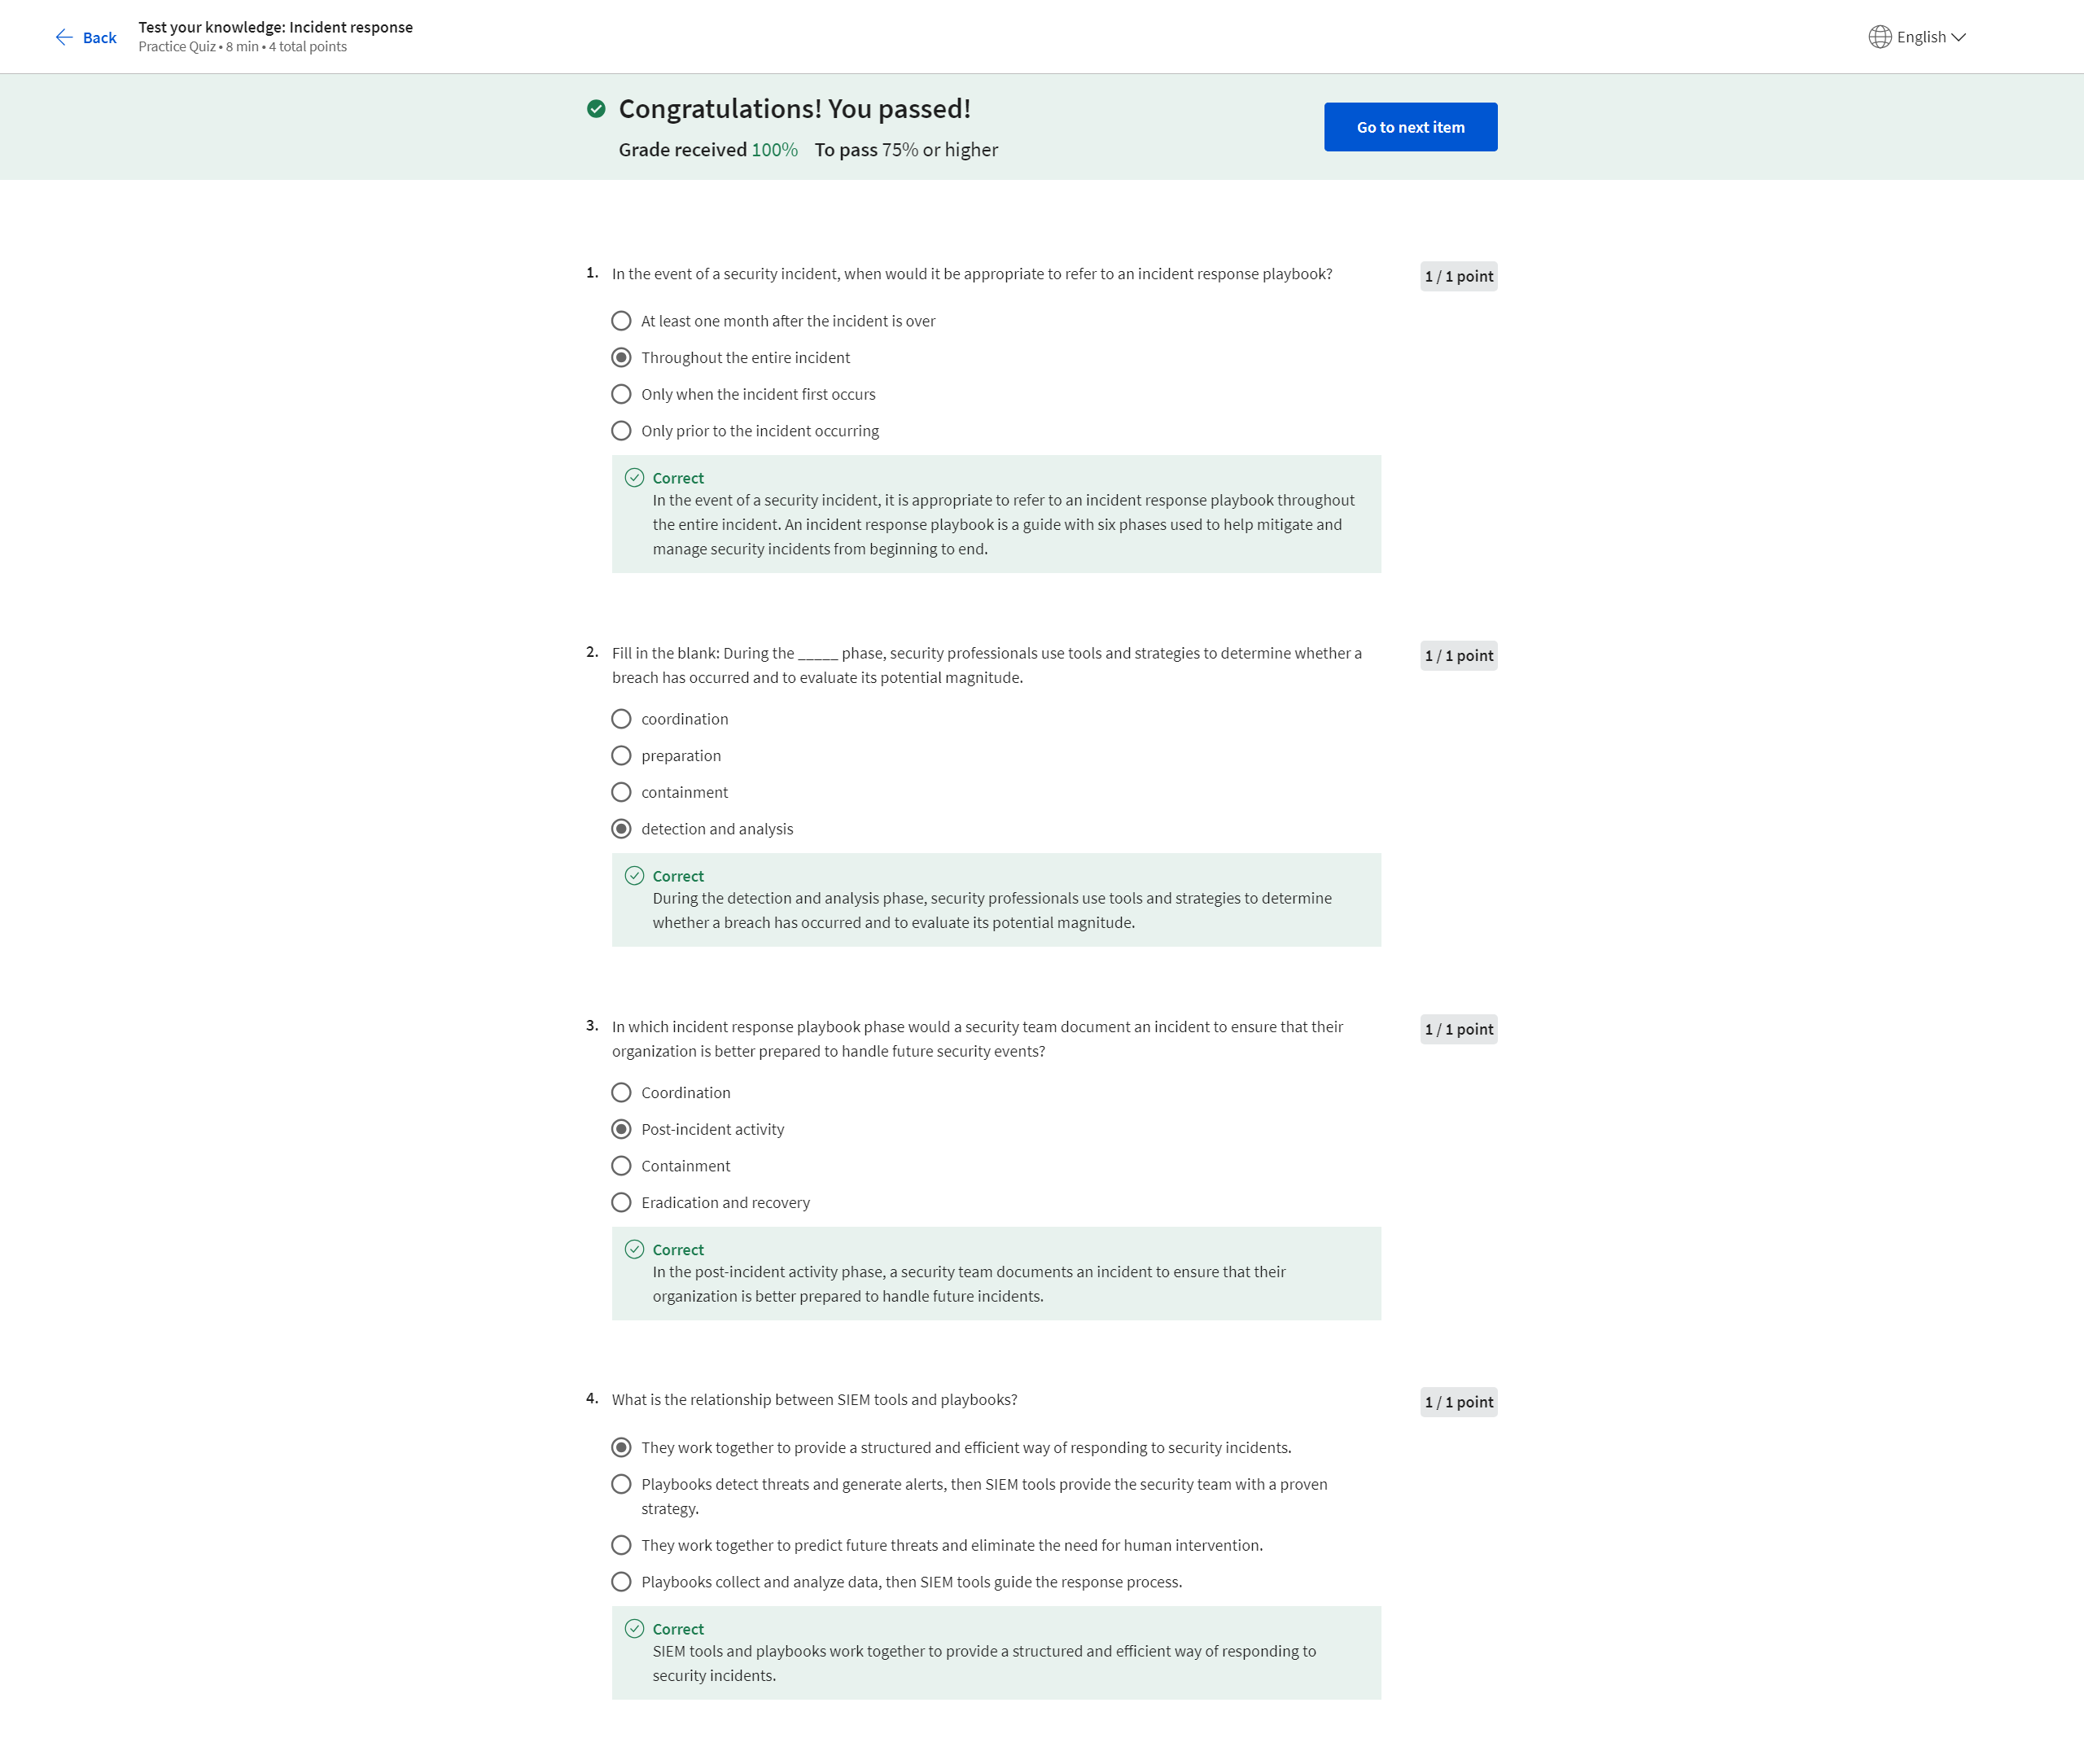 Back
Test your knowledge: Incident response
Practice Quiz • 8 min • 4 total points
English
Congratulations! You passed!
Grade received 100% To pass 75% or higher
Go to next item
1. In the event of a security incident, when would it be appropriate to refer to an incident response playbook?
1 / 1 point
At least one month after the incident is over
Throughout the entire incident
Only when the incident first occurs
Only prior to the incident occurring
Correct
In the event of a security incident, it is appropriate to refer to an incident response playbook throughout
the entire incident. An incident response playbook is a guide with six phases used to help mitigate and
manage security incidents from beginning to end.
2. Fill in the blank: During the _____ phase, security professionals use tools and strategies to determine whether a
breach has occurred and to evaluate its potential magnitude.
1 / 1 point
coordination
preparation
containment
detection and analysis
Correct
During the detection and analysis phase, security professionals use tools and strategies to determine
whether a breach has occurred and to evaluate its potential magnitude.
3. In which incident response playbook phase would a security team document an incident to ensure that their
organization is better prepared to handle future security events?
1 / 1 point
Coordination
Post-incident activity
Containment
Eradication and recovery
Correct
In the post-incident activity phase, a security team documents an incident to ensure that their
organization is better prepared to handle future incidents.
4. What is the relationship between SIEM tools and playbooks?
1 / 1 point
They work together to provide a structured and efficient way of responding to security incidents.
Playbooks detect threats and generate alerts, then SIEM tools provide the security team with a proven
strategy.
They work together to predict future threats and eliminate the need for human intervention.
Playbooks collect and analyze data, then SIEM tools guide the response process.
Correct
SIEM tools and playbooks work together to provide a structured and efficient way of responding to
security incidents.